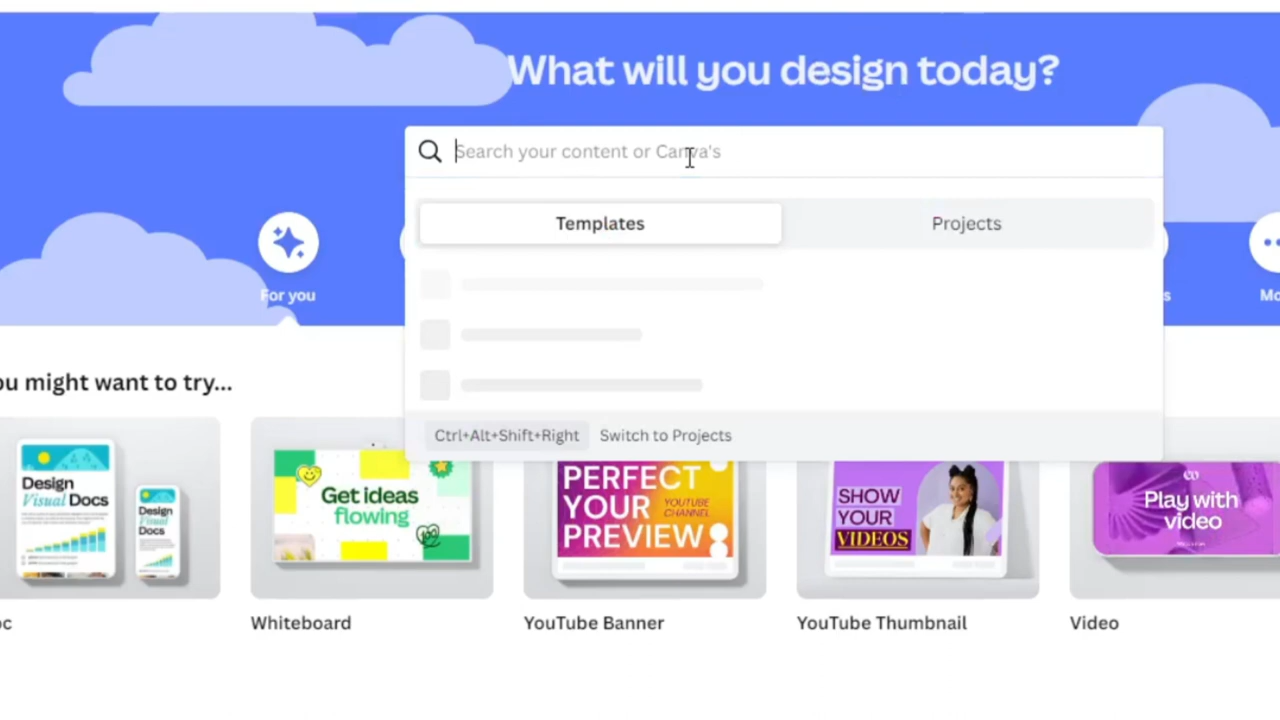 What will you design today?
Search your content or Canva's
Templates
Projects
For you
s
Mo
ou might want to try...
Ctrl+Alt+Shift+Right
Switch to Projects
Design
Visual Docs
Design
Visual
Docs
Get ideas
flowing
PERFECT
YOUR
PREVIEW
YOUTUBE
CHANNEL
SHOW
YOUR
VIDEOS
Play with
video
oc
Whiteboard
YouTube Banner
YouTube Thumbnail
Video